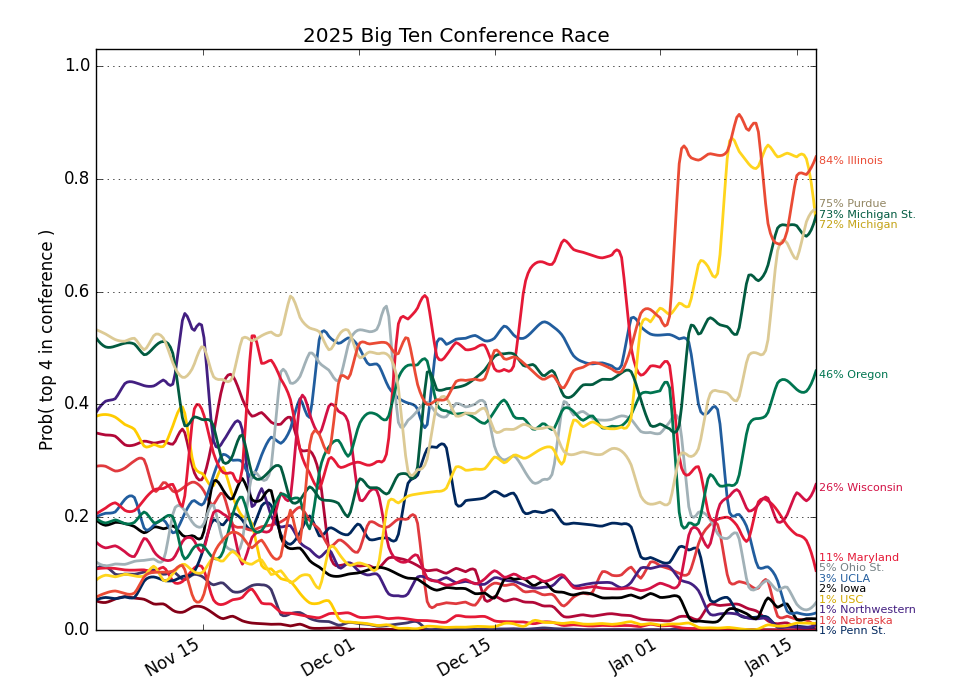 2025 Big Ten Conference Race
Prob( top 4 in conference )
1.0
0.8
0.6
0.4
0.2
0.0
Nov 15
Dec 01
Dec 15
Jan 01
Jan 15
84% Illinois
75% Purdue
73% Michigan St.
72% Michigan
46% Oregon
26% Wisconsin
11% Maryland
5% Ohio St.
3% UCLA
2% Iowa
1% USC
1% Northwestern
1% Nebraska
1% Penn St.